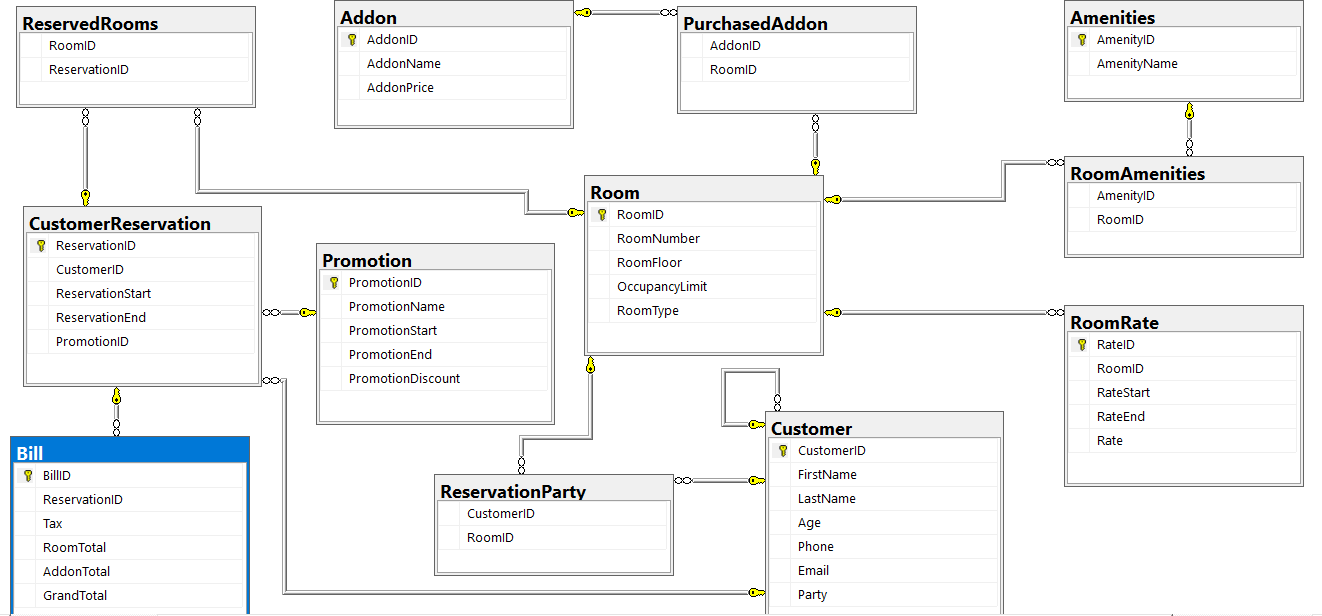 ReservedRooms
RoomID
ReservationID
Addon
AddonID
AddonName
AddonPrice
PurchasedAddon
AddonID
RoomID
Amenities
AmenityID
AmenityName
RoomAmenities
AmenityID
RoomID
Room
RoomID
RoomNumber
RoomFloor
OccupancyLimit
RoomType
CustomerReservation
ReservationID
CustomerID
ReservationStart
ReservationEnd
PromotionID
Promotion
PromotionID
PromotionName
PromotionStart
PromotionEnd
PromotionDiscount
RoomRate
RateID
RoomID
RateStart
RateEnd
Rate
Customer
CustomerID
FirstName
LastName
Age
Phone
Email
Party
Bill
BillID
ReservationID
Tax
RoomTotal
AddonTotal
GrandTotal
ReservationParty
CustomerID
RoomID